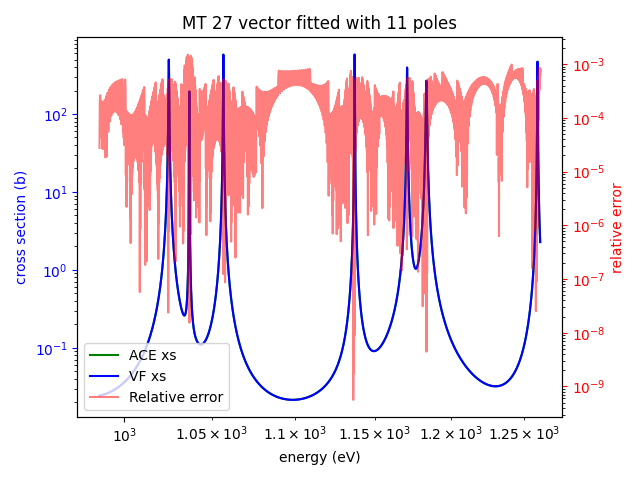 MT 27 vector fitted with 11 poles
cross section (b)
10²
10¹
10⁰
10⁻¹
10⁻³
10⁻⁴
10⁻⁵
10⁻⁶
10⁻⁷
10⁻⁸
10⁻⁹
relative error
ACE xs
VF xs
Relative error
10³ 1.05 × 10³ 1.1 × 10³ 1.15 × 10³ 1.2 × 10³ 1.25 × 10³
energy (eV)